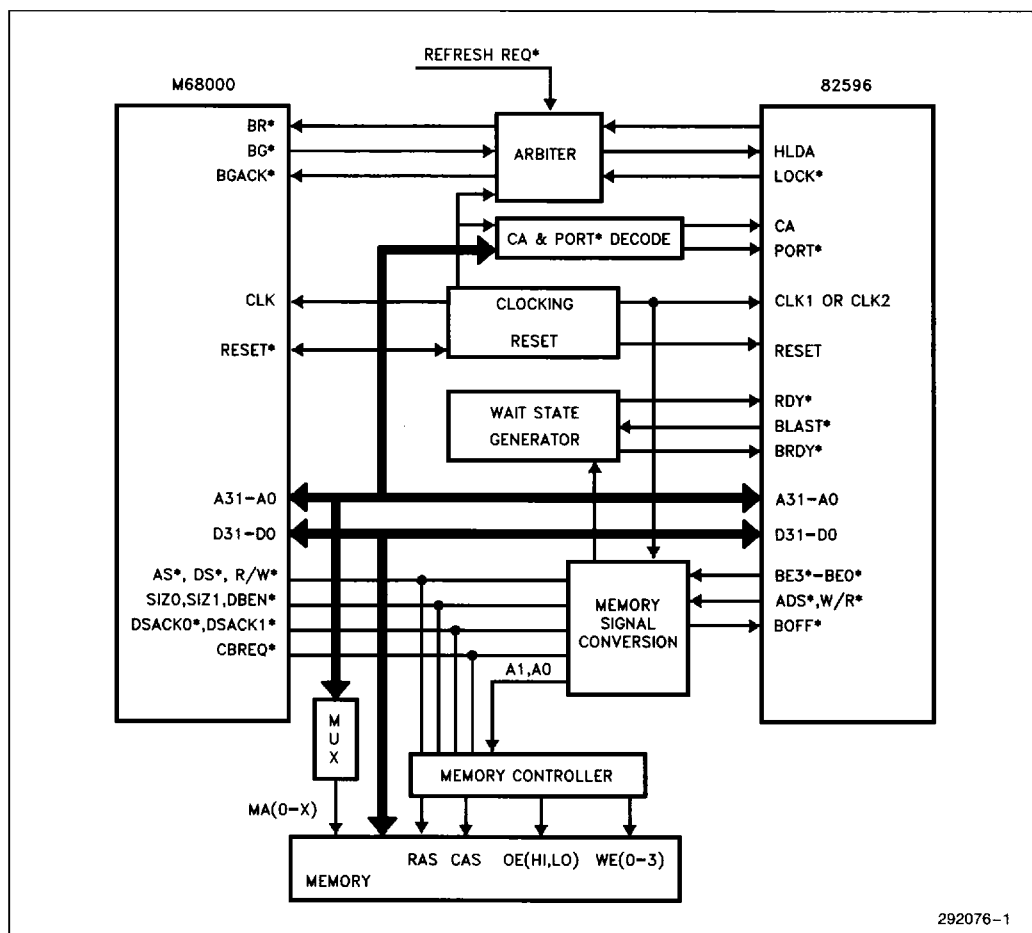 REFRESH REQ*
M68000
82596
BR*
BG*
BGACK*
ARBITER
HLDA
LOCK*
CA & PORT* DECODE
CA
PORT*
CLK
CLOCKING
RESET
CLK1 OR CLK2
RESET*
RESET
WAIT STATE
GENERATOR
RDY*
BLAST*
BRDY*
A31-A0
A31-A0
D31-D0
D31-D0
AS*, DS*, R/W*
SIZ0,SIZ1,DBEN*
DSACK0*,DSACK1*
CBREQ*
MEMORY
SIGNAL
CONVERSION
BE3*-BE0*
ADS*,W/R*
BOFF*
A1,A0
M
U
X
MEMORY CONTROLLER
MA(0-X)
RAS CAS OE(HI,LO) WE(0-3)
MEMORY
292076-1